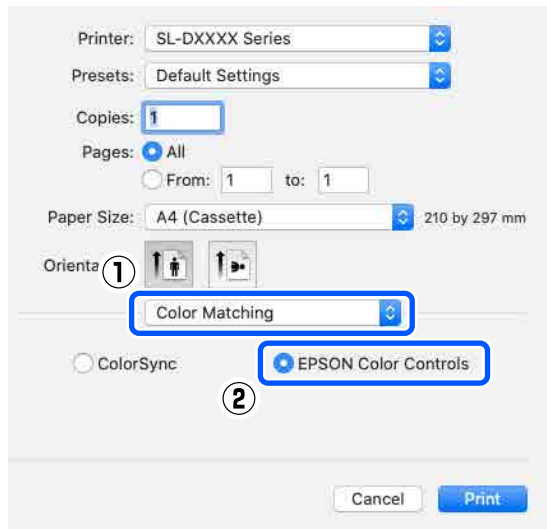 Printer: SL-DXXXX Series
Presets: Default Settings
Copies: 1
Pages: All
From: 1 to: 1
Paper Size: A4 (Cassette) 210 by 297 mm
Orienta
①
Color Matching
ColorSync EPSON Color Controls
②
Cancel Print